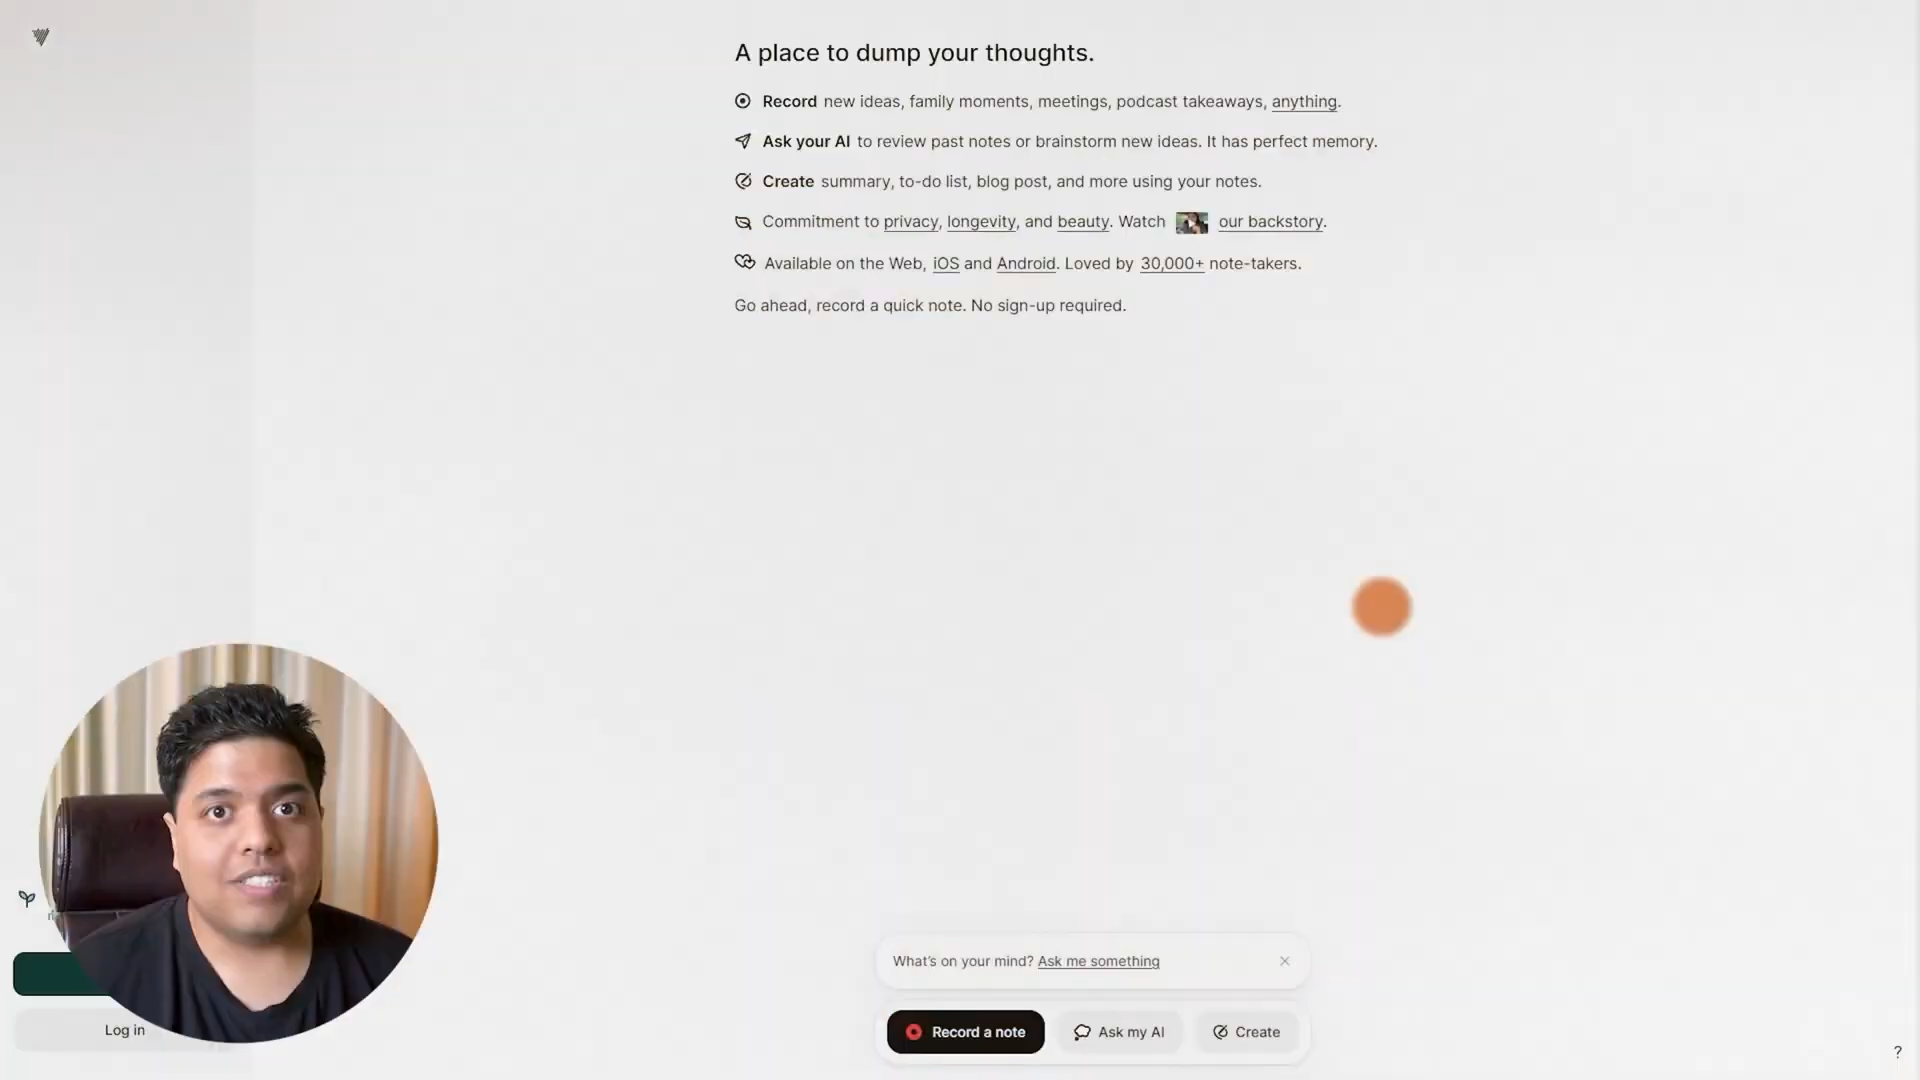 A place to dump your thoughts.
Record new ideas, family moments, meetings, podcast takeaways, anything.
Ask your AI to review past notes or brainstorm new ideas. It has perfect memory.
Create summary, to-do list, blog post, and more using your notes.
Commitment to privacy, longevity, and beauty. Watch our backstory.
Available on the Web, iOS and Android. Loved by 30,000+ note-takers.
Go ahead, record a quick note. No sign-up required.
What's on your mind? Ask me something
Log in
Record a note
Ask my AI
Create
?